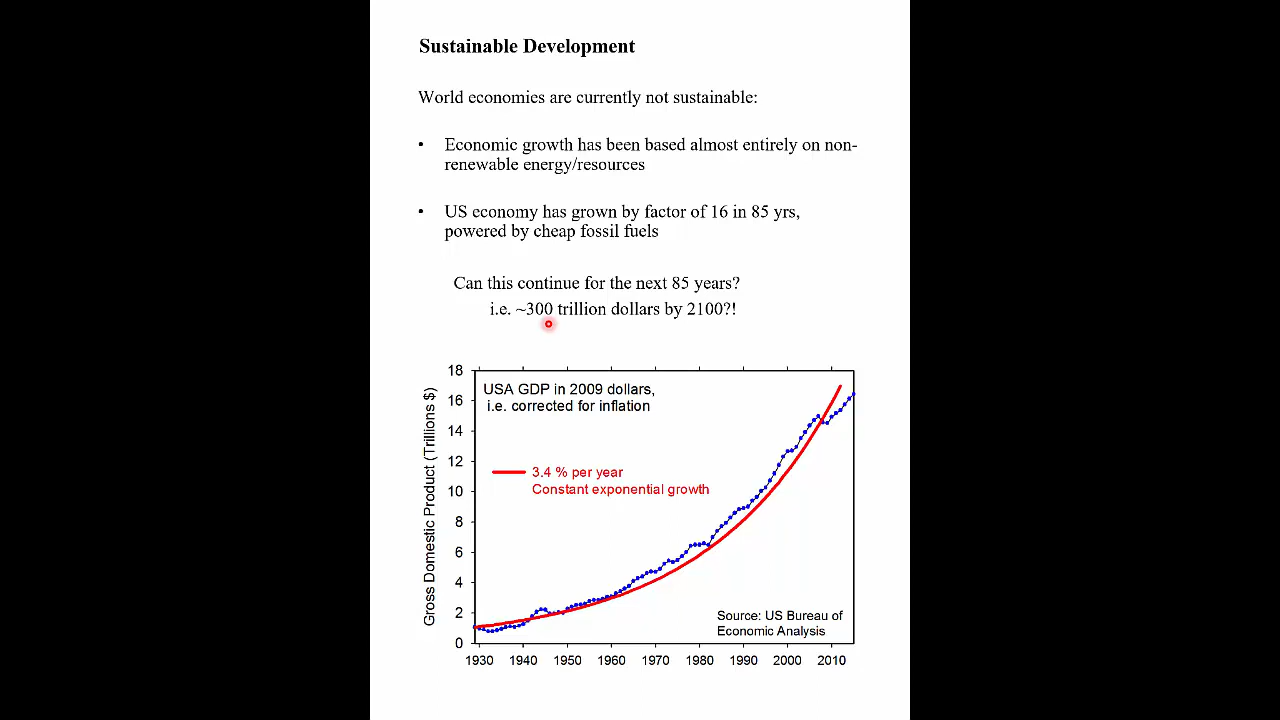 Sustainable Development
World economies are currently not sustainable:
• Economic growth has been based almost entirely on non-
renewable energy/resources
• US economy has grown by factor of 16 in 85 yrs,
powered by cheap fossil fuels
Can this continue for the next 85 years?
i.e. ~300 trillion dollars by 2100?!
18
16
14
12
10
8
6
4
2
0
Gross Domestic Product (Trillions $)
USA GDP in 2009 dollars,
i.e. corrected for inflation
3.4 % per year
Constant exponential growth
Source: US Bureau of
Economic Analysis
1930 1940 1950 1960 1970 1980 1990 2000 2010